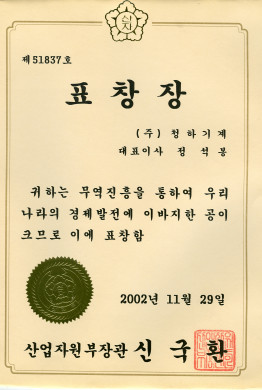 제 51837 호
표 창 장
(주) 청하기계
대표이사 정 석 봉
귀하는 무역진흥을 통하여 우리
나라의 경제발전에 이바지한 공이
크므로 이에 표창함
2002년 11월 29일
산업자원부장관 신 국 환